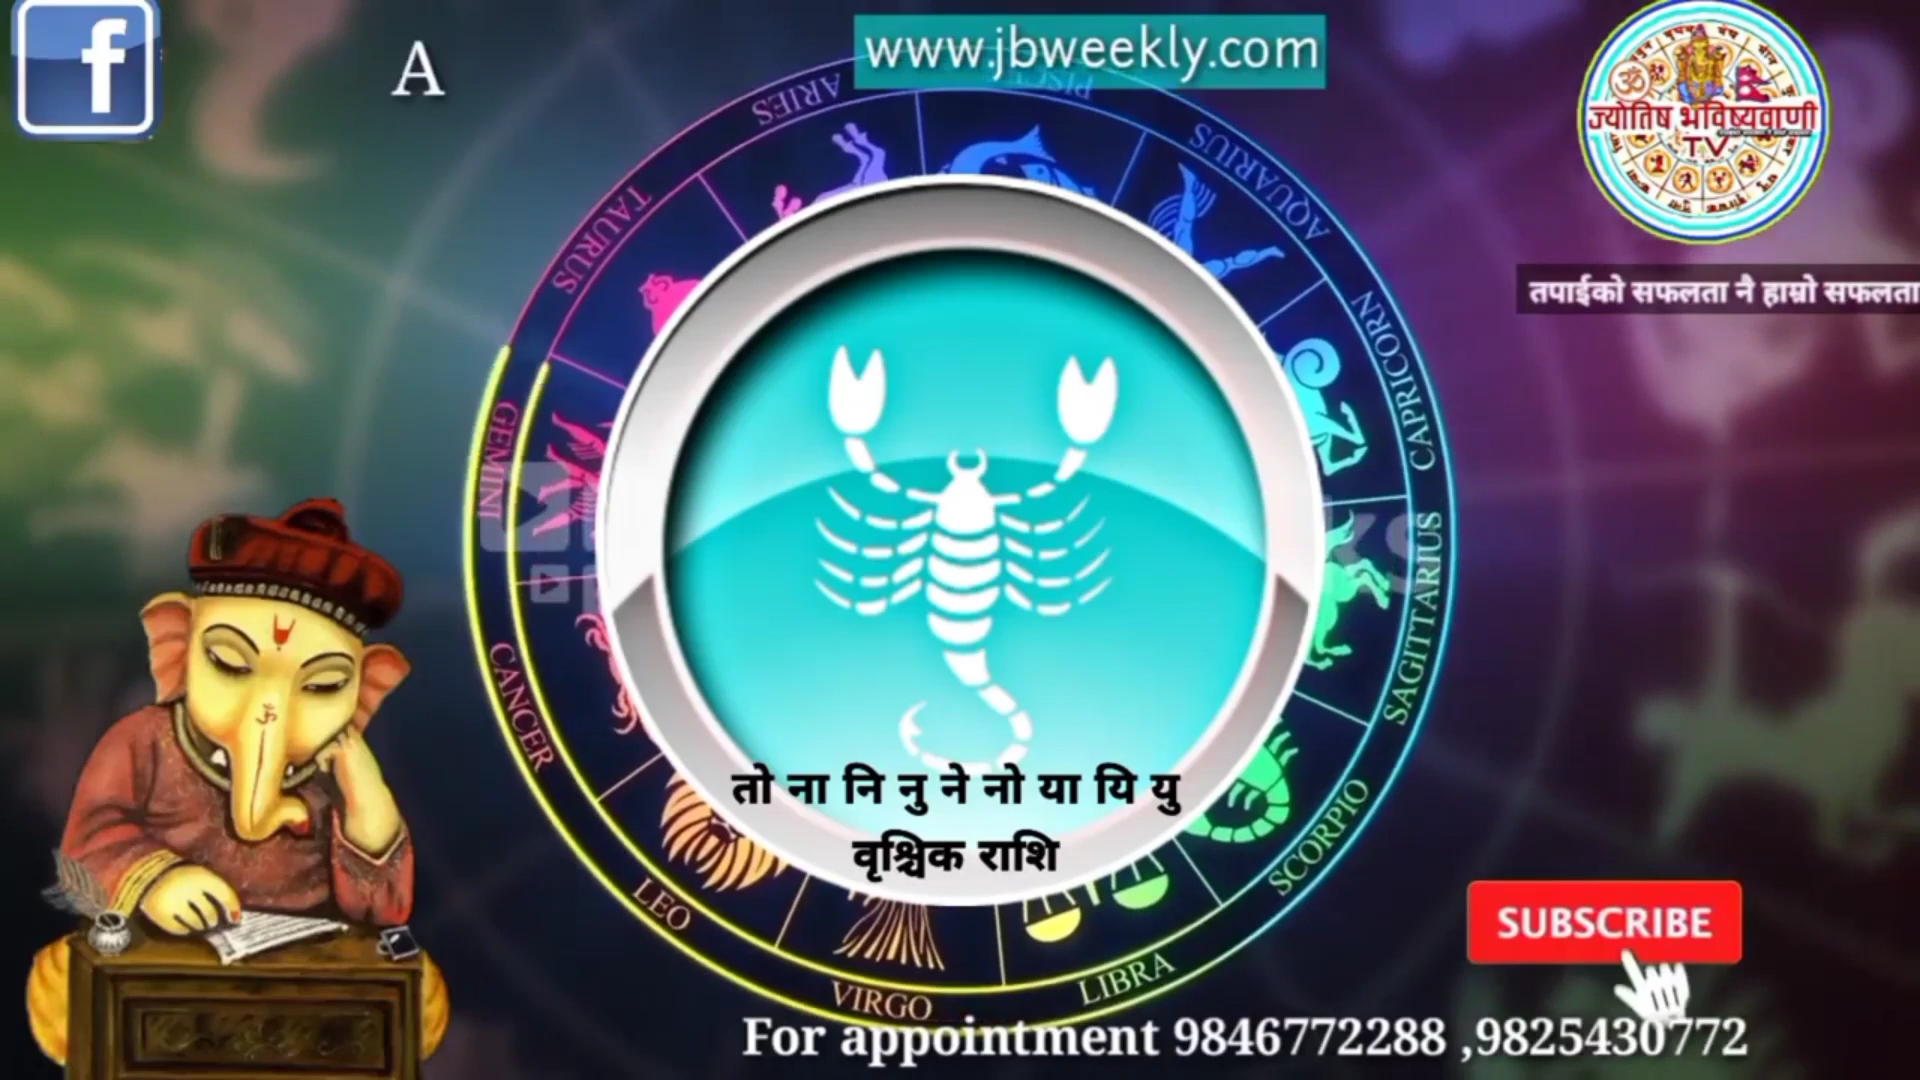 f
A
www.jbweekly.com
ज्योतिष भविष्यवाणी
TV
तपाईको सफलता नै हाम्रो सफलता
ARIES
PISCES
AQUARIUS
TAURUS
CAPRICORN
GEMINI
SAGITTARIUS
CANCER
SCORPIO
LEO
VIRGO
LIBRA
तो ना नि नु ने नो या यि यु
वृश्चिक राशि
SUBSCRIBE
For appointment 9846772288 ,9825430772